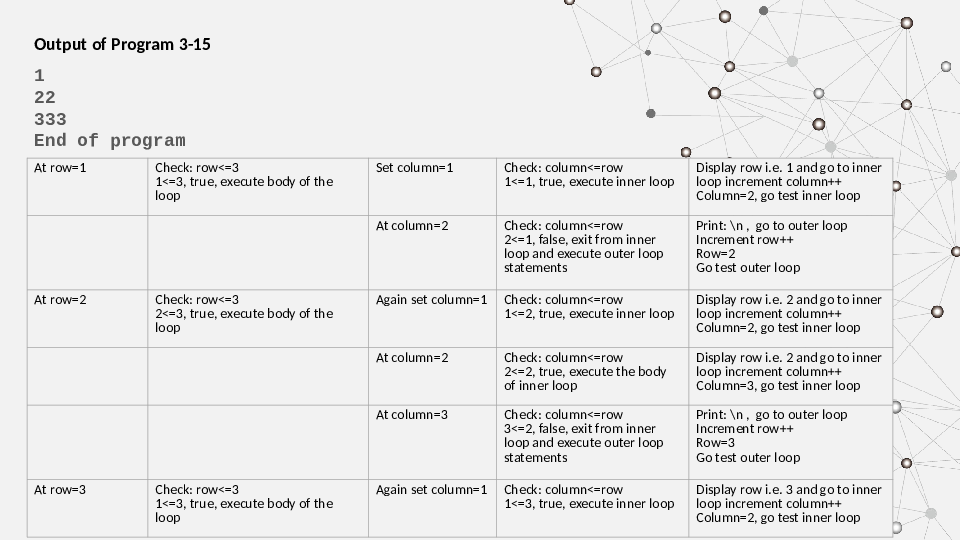 Output of Program 3-15
1
22
333
End of program
At row=1
Check: row<=3
1<=3, true, execute body of the
loop
Set column=1
Check: column<=row
1<=1, true, execute inner loop
Display row i.e. 1 and go to inner
loop increment column++
Column=2, go test inner loop
At column=2
Check: column<=row
2<=1, false, exit from inner
loop and execute outer loop
statements
Print: \n ,  go to outer loop
Increment row++
Row=2
Go test outer loop
At row=2
Check: row<=3
2<=3, true, execute body of the
loop
Again set column=1
Check: column<=row
1<=2, true, execute inner loop
Display row i.e. 2 and go to inner
loop increment column++
Column=2, go test inner loop
At column=2
Check: column<=row
2<=2, true, execute the body
of inner loop
Display row i.e. 2 and go to inner
loop increment column++
Column=3, go test inner loop
At column=3
Check: column<=row
3<=2, false, exit from inner
loop and execute outer loop
statements
Print: \n ,  go to outer loop
Increment row++
Row=3
Go test outer loop
At row=3
Check: row<=3
1<=3, true, execute body of the
loop
Again set column=1
Check: column<=row
1<=3, true, execute inner loop
Display row i.e. 3 and go to inner
loop increment column++
Column=2, go test inner loop